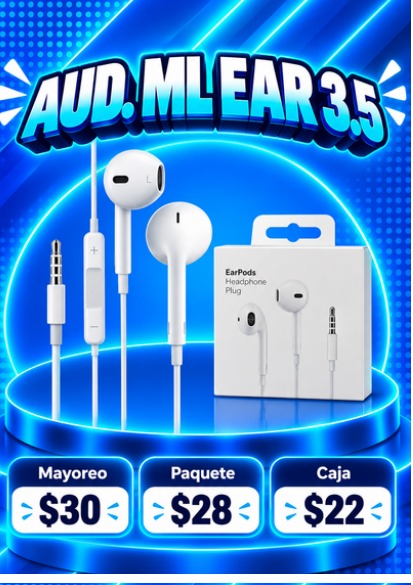 AUD. ML EAR 3.5
L
+
−
EarPods
Headphone
Plug
Mayoreo
Paquete
Caja
$30
$28
$22